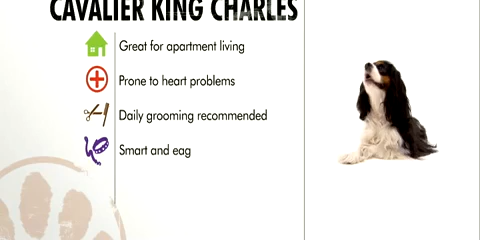 CAVALIER KING CHARLES
Great for apartment living
Prone to heart problems
Daily grooming recommended
Smart and eag